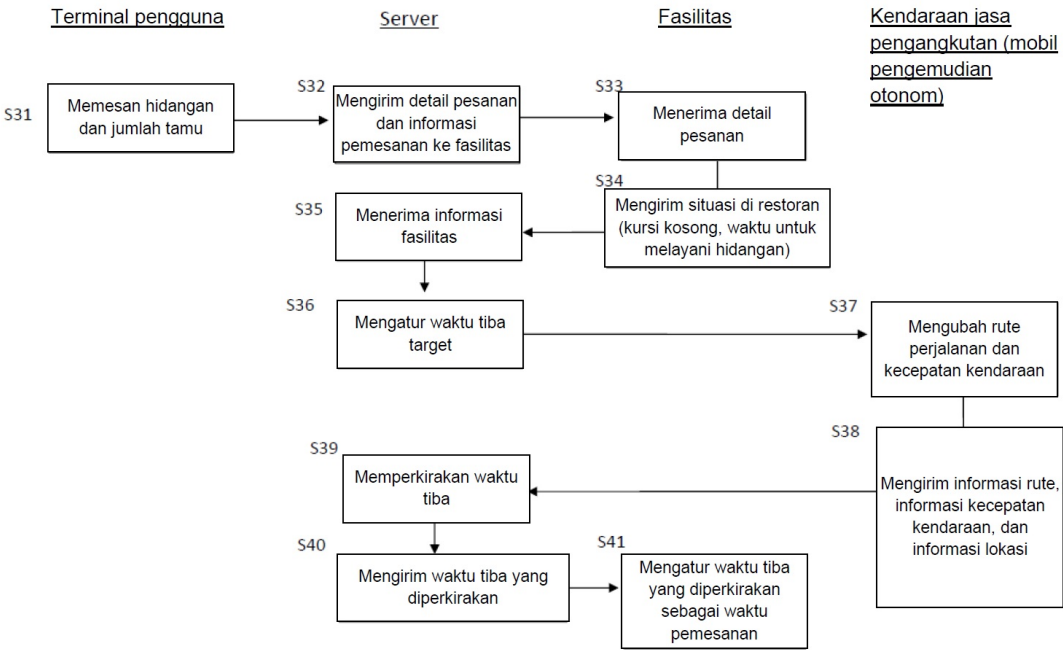 Terminal pengguna
Server
Fasilitas
Kendaraan jasa
pengangkutan (mobil
pengemudian
otonom)
S31
Memesan hidangan
dan jumlah tamu
S32
Mengirim detail pesanan
dan informasi
pemesanan ke fasilitas
S33
Menerima detail
pesanan
S34
Mengirim situasi di restoran
(kursi kosong, waktu untuk
melayani hidangan)
S35
Menerima informasi
fasilitas
S36
Mengatur waktu tiba
target
S37
Mengubah rute
perjalanan dan
kecepatan kendaraan
S38
Mengirim informasi rute,
informasi kecepatan
kendaraan, dan
informasi lokasi
S39
Memperkirakan waktu
tiba
S40
Mengirim waktu tiba yang
diperkirakan
S41
Mengatur waktu tiba
yang diperkirakan
sebagai waktu
pemesanan